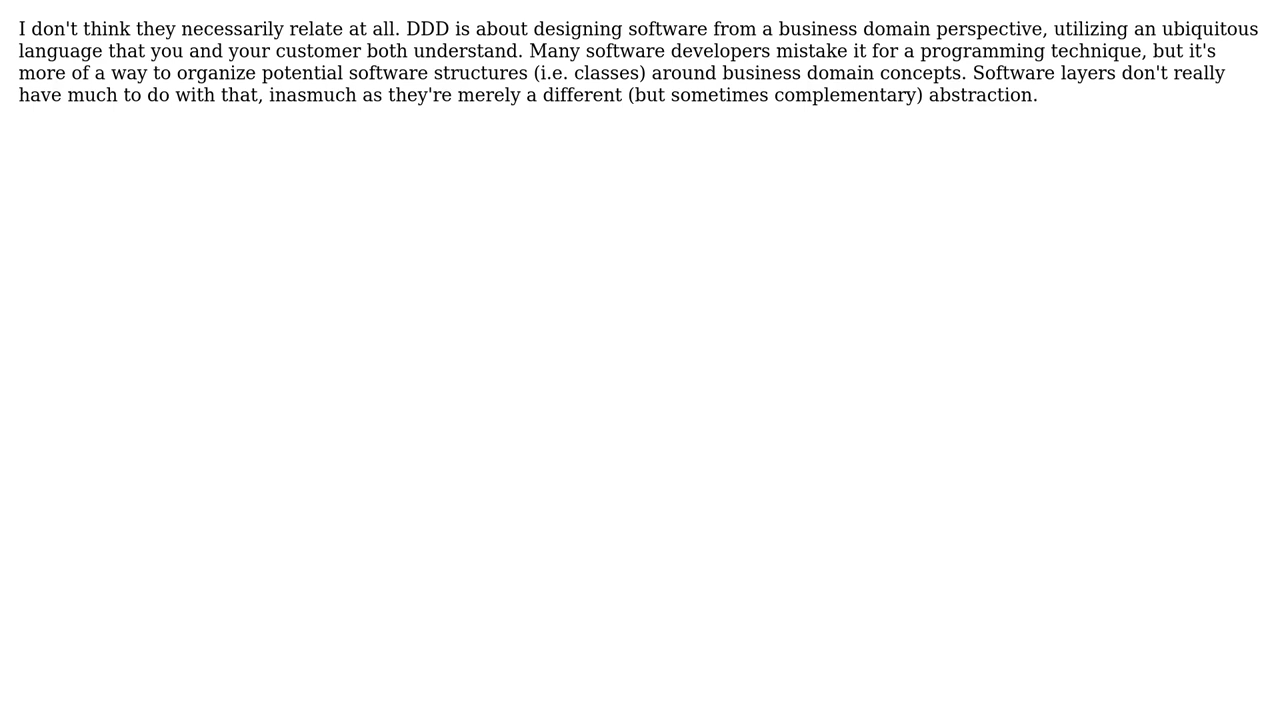 I don't think they necessarily relate at all. DDD is about designing software from a business domain perspective, utilizing an ubiquitous
language that you and your customer both understand. Many software developers mistake it for a programming technique, but it's
more of a way to organize potential software structures (i.e. classes) around business domain concepts. Software layers don't really
have much to do with that, inasmuch as they're merely a different (but sometimes complementary) abstraction.